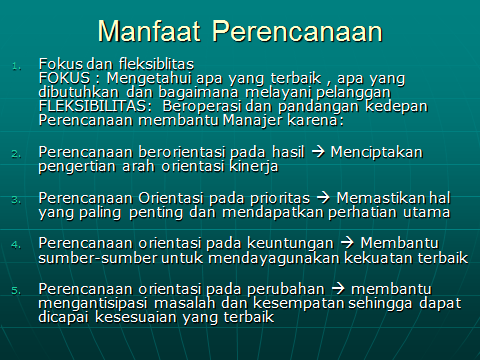 Manfaat Perencanaan
1. Fokus dan fleksiblitas
FOKUS : Mengetahui apa yang terbaik , apa yang
dibutuhkan dan bagaimana melayani pelanggan
FLEKSIBILITAS: Beroperasi dan pandangan kedepan
Perencanaan membantu Manajer karena:
2. Perencanaan berorientasi pada hasil → Menciptakan
pengertian arah orientasi kinerja
3. Perencanaan Orientasi pada prioritas → Memastikan hal
yang paling penting dan mendapatkan perhatian utama
4. Perencanaan orientasi pada keuntungan → Membantu
sumber-sumber untuk mendayagunakan kekuatan terbaik
5. Perencanaan orientasi pada perubahan → membantu
mengantisipasi masalah dan kesempatan sehingga dapat
dicapai kesesuaian yang terbaik